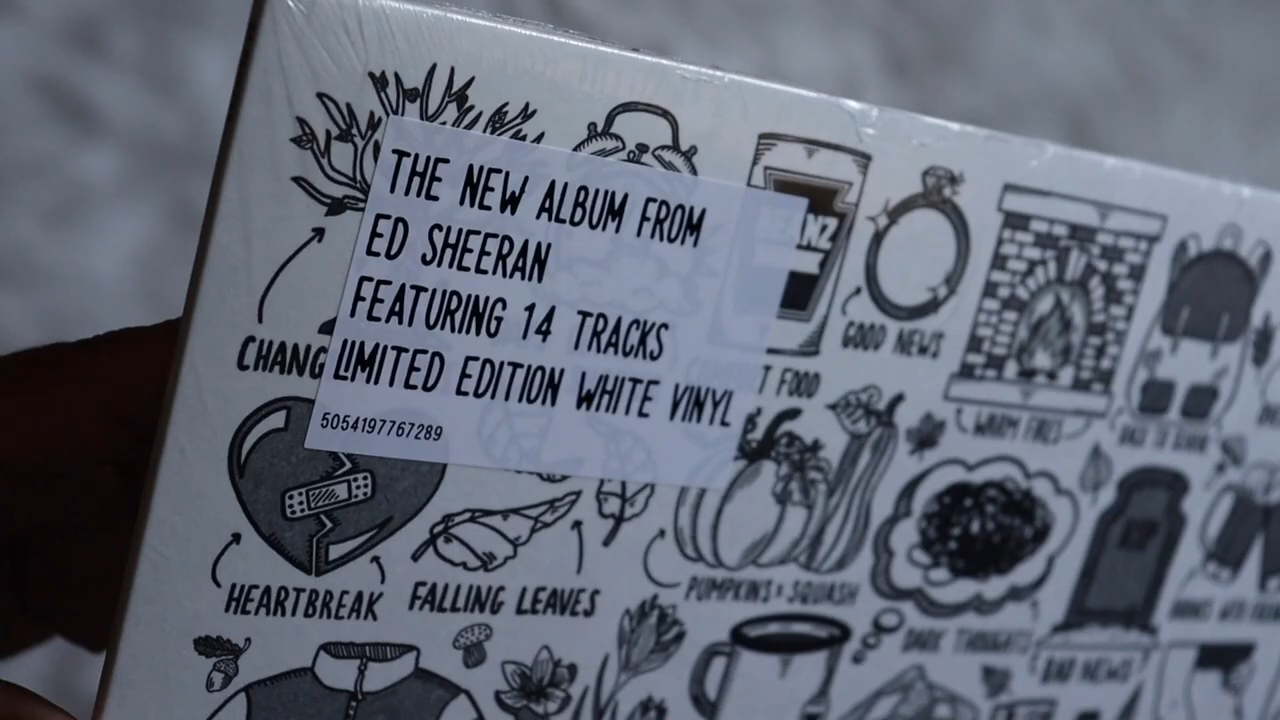 THE NEW ALBUM FROM
ED SHEERAN
FEATURING 14 TRACKS
LIMITED EDITION WHITE VINYL
5054197767289
CHANG
EANZ
GOOD NEWS
T FOOD
WARM FIRES
HEARTBREAK
FALLING LEAVES
PUMPKINS & SQUASH
DARK THOUGHTS
BAD NEWS